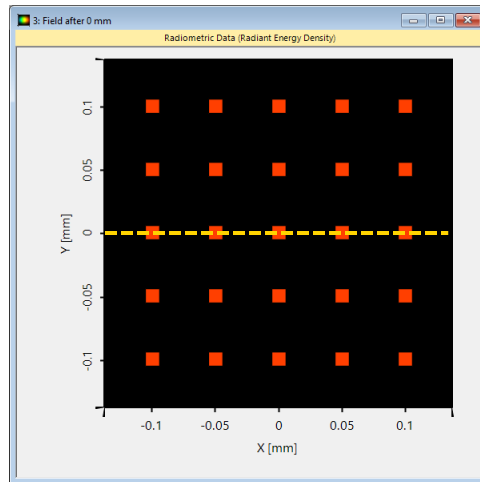 3: Field after 0 mm
Radiometric Data (Radiant Energy Density)
0.1
0.05
0
-0.05
-0.1
Y [mm]
-0.1 -0.05 0 0.05 0.1
X [mm]